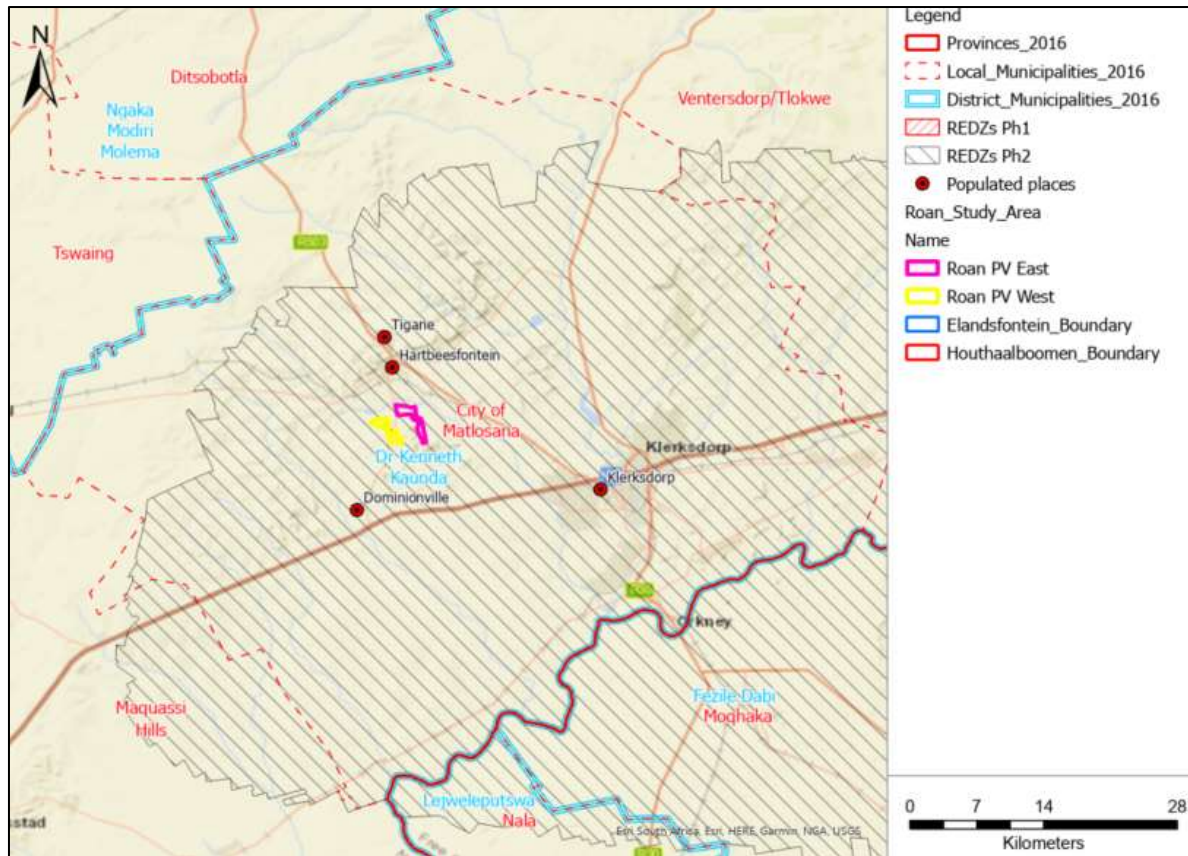 N
Ditsobotla
Ngaka
Modiri
Molema
Ventersdorp/Tlokwe
Tswaing
Tigane
Hartbeesfontein
City of
Matlosana
Dr Kenneth
Kaunda
Klerksdorp
Klerksdorp
Dominionville
Orkney
Fezile Dabi
Moqhaka
Maquassi
Hills
Lejweleputswa
Nala
sstad
Esri South Africa, Esri, HERE, Garmin, NGA, USGS
Legend
Provinces_2016
Local_Municipalities_2016
District_Municipalities_2016
REDZs Ph1
REDZs Ph2
Populated places
Roan_Study_Area
Name
Roan PV East
Roan PV West
Elandsfontein_Boundary
Houthaalboomen_Boundary
0 7 14 28
Kilometers